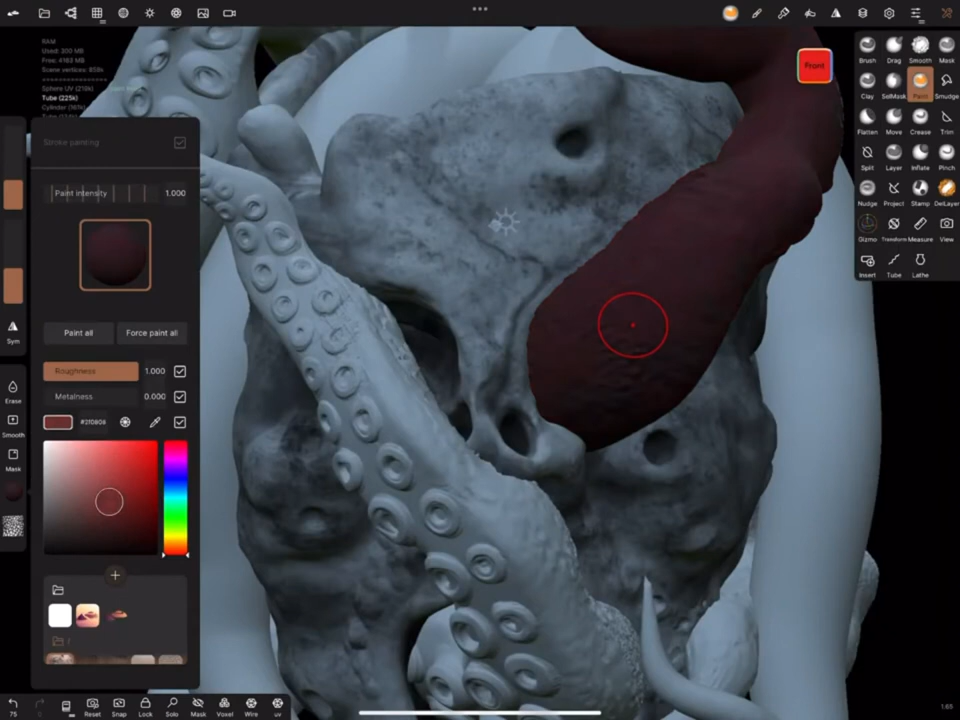 RAM
Used: 300 MB
Free: 4183 MB
Scene vertices: 858k
Sphere UV (218k)
Tube (225k)
Front
Brush
Drag
Smooth
Mask
Clay
SelMask
Paint
Smudge
Flatten
Move
Crease
Trim
Split
Layer
Inflate
Pinch
Nudge
Project
Stamp
DelLayer
Gizmo
Transform
Measure
View
Insert
Tube
Lathe
Stroke painting
Paint intensity
1.000
Paint all
Force paint all
Roughness
1.000
Metalness
0.000
Sym
Erase
Smooth
Mask
75
Reset
Snap
Lock
Solo
Mask
Voxel
Wire
uv
1.65